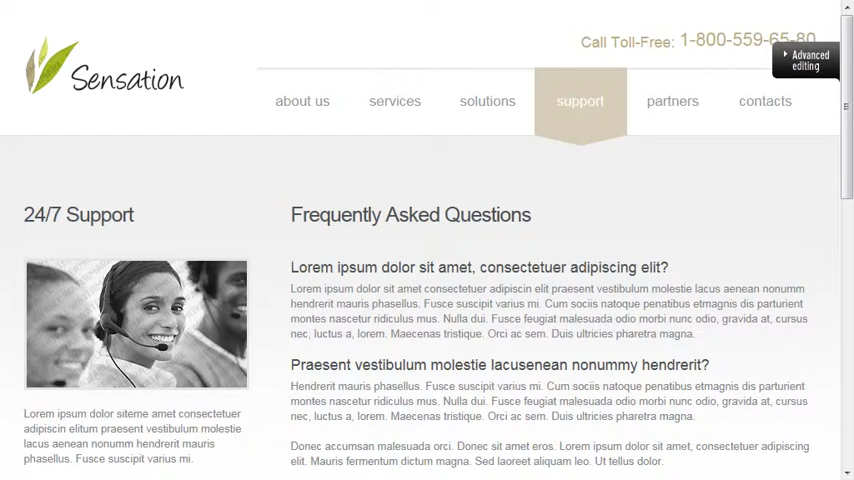 Call Toll-Free: 1-800-559-65-80
Advanced
editing
Sensation
about us
services
solutions
support
partners
contacts
24/7 Support
Lorem ipsum dolor siteme amet consectetuer
adipiscin elitum praesent vestibulum molestie
lacus aenean nonumm hendrerit mauris
phasellus. Fusce suscipit varius mi.
Frequently Asked Questions
Lorem ipsum dolor sit amet, consectetuer adipiscing elit?
Lorem ipsum dolor sit amet, consectetuer adipiscing elit praesent vestibulum molestie lacus aenean nonumm
hendrerit mauris phasellus. Fusce suscipit varius mi. Cum sociis natoque penatibus etmagnis dis parturient
montes nascetur ridiculus mus. Nulla dui. Fusce feugiat malesuada odio morbi nunc odio, gravida at, cursus
nec, luctus a, lorem. Maecenas tristique. Orci ac sem. Duis ultricies pharetra magna.
Praesent vestibulum molestie lacusenean nonummy hendrerit?
Hendrerit mauris phasellus. Fusce suscipit varius mi. Cum sociis natoque penatibus etmagnis dis parturient
montes nascetur ridiculus mus. Nulla dui. Fusce feugiat malesuada odio morbi nunc odio, gravida at, cursus
nec, luctus a, lorem. Maecenas tristique. Orci ac sem. Duis ultricies pharetra magna.
Donec accumsan malesuada orci. Donec sit amet eros. Lorem ipsum dolor sit amet, consectetuer adipiscing
elit. Mauris fermentum dictum magna. Sed laoreet aliquam leo. Ut tellus dolor.